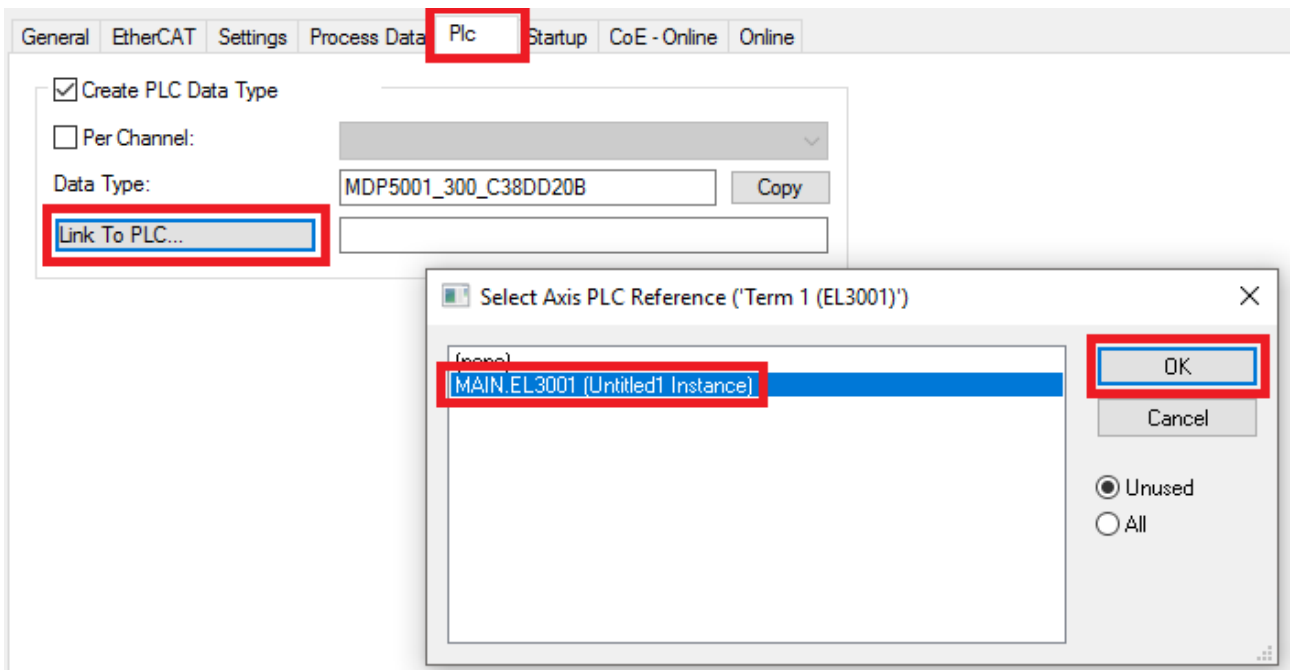 General EtherCAT Settings Process Data Plc Startup CoE - Online Online
Create PLC Data Type
Per Channel:
Data Type: MDP5001_300_C38DD20B Copy
Link To PLC...
Select Axis PLC Reference ('Term 1 (EL3001)')
(none)
MAIN.EL3001 (Untitled1 Instance)
OK
Cancel
Unused
All